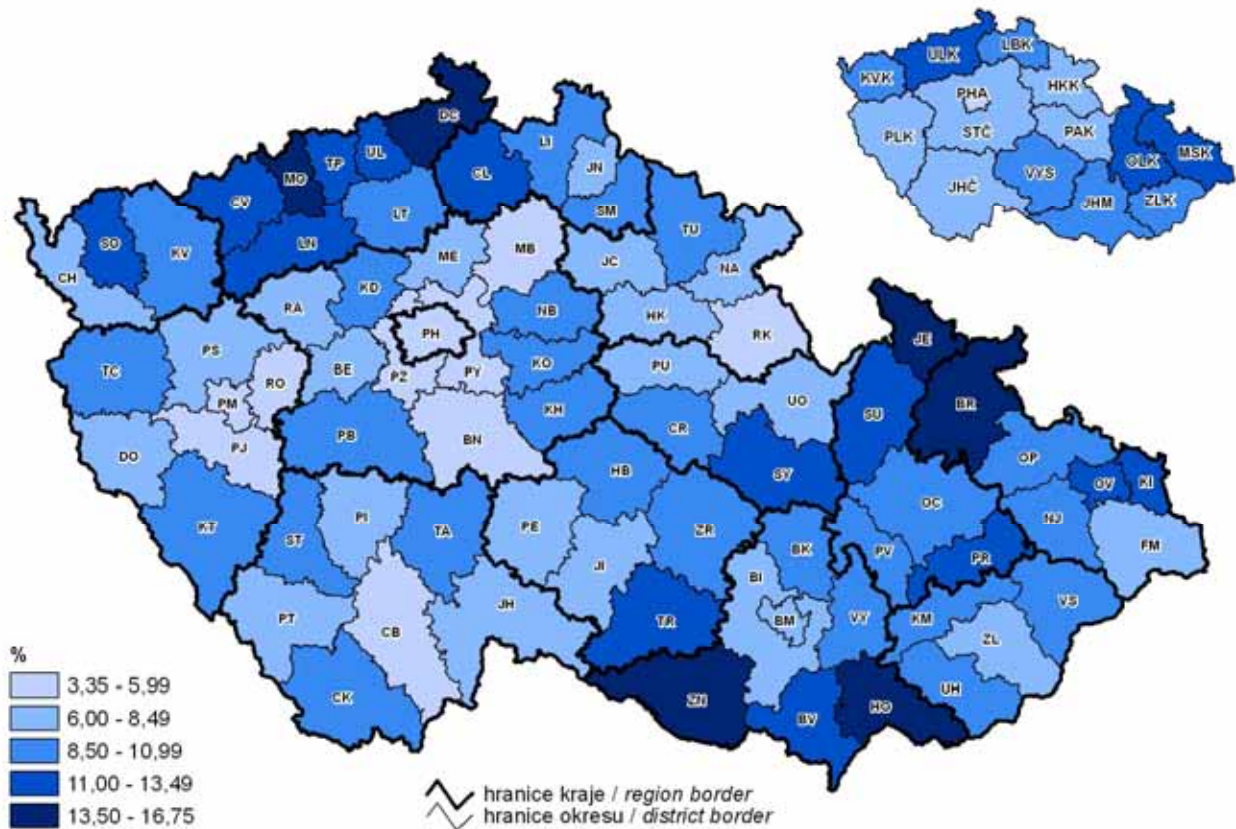 ULK
LBK
KVK
PHA
HKK
PLK
STČ
PAK
VYS
OLK
MSK
JHČ
JHM
ZLK
DC
LI
JN
UL
TP
MO
CL
CV
LT
SM
SO
KV
LN
TU
MB
ME
JC
NA
CH
KD
RA
NB
HK
PH
RK
JE
TC
PS
RO
BE
PZ
PY
KO
PU
UO
PM
SU
BR
KH
DO
PJ
PB
BN
CR
OP
HB
SY
OV
KI
OC
NJ
KT
PI
TA
ST
PE
ZR
BK
PV
PR
FM
JI
BI
VS
PT
CB
JH
TR
BM
VY
KM
ZL
CK
ZN
BV
HO
UH
%
3,35 - 5,99
6,00 - 8,49
8,50 - 10,99
11,00 - 13,49
13,50 - 16,75
hranice kraje / region border
hranice okresu / district border